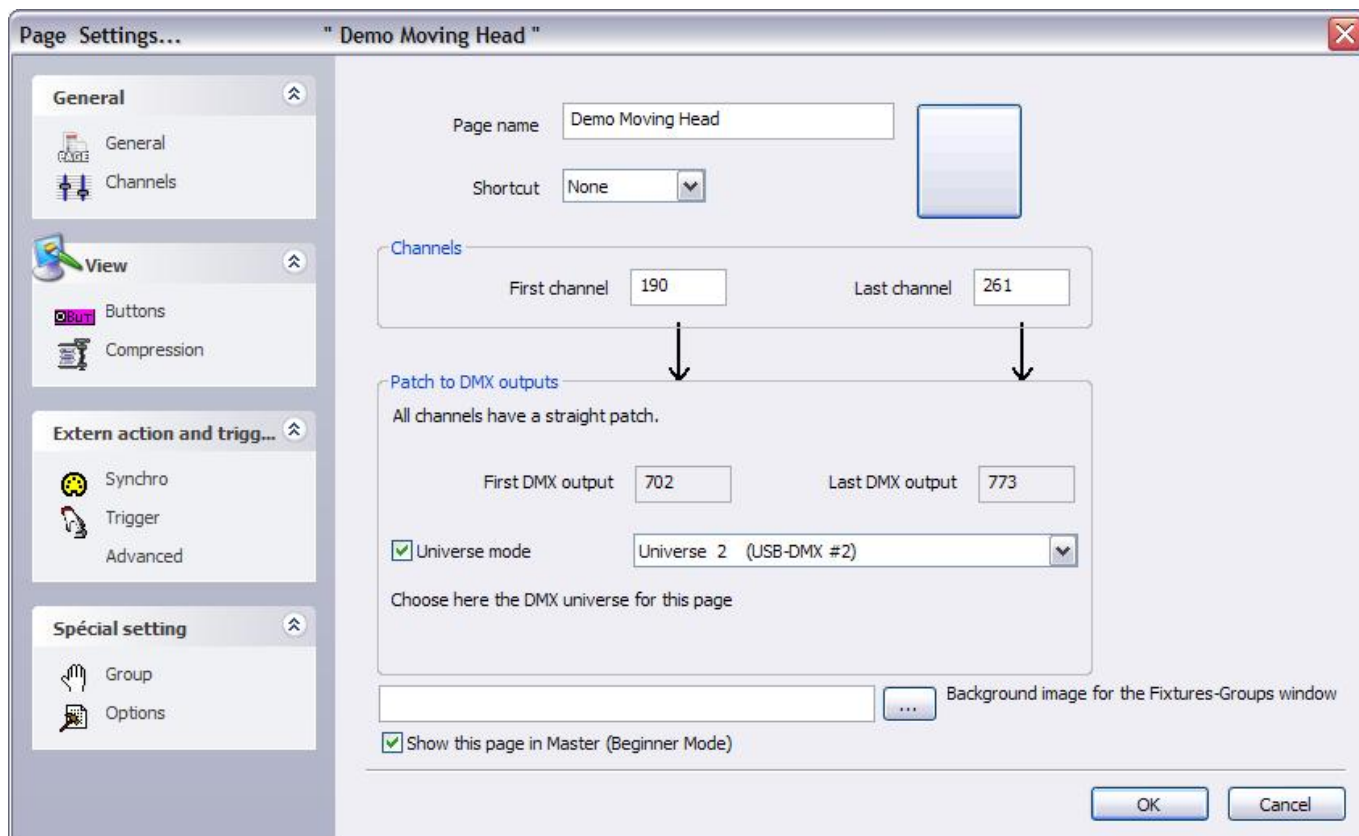 Page Settings... " Demo Moving Head "
General
General
PAGE
Channels
View
Buttons
BUT
Compression
Extern action and trigg...
Synchro
Trigger
Advanced
Spécial setting
Group
Options
Page name Demo Moving Head
Shortcut None
Channels
First channel 190 Last channel 261
Patch to DMX outputs
All channels have a straight patch.
First DMX output 702 Last DMX output 773
Universe mode Universe 2 (USB-DMX #2)
Choose here the DMX universe for this page
... Background image for the Fixtures-Groups window
Show this page in Master (Beginner Mode)
OK Cancel